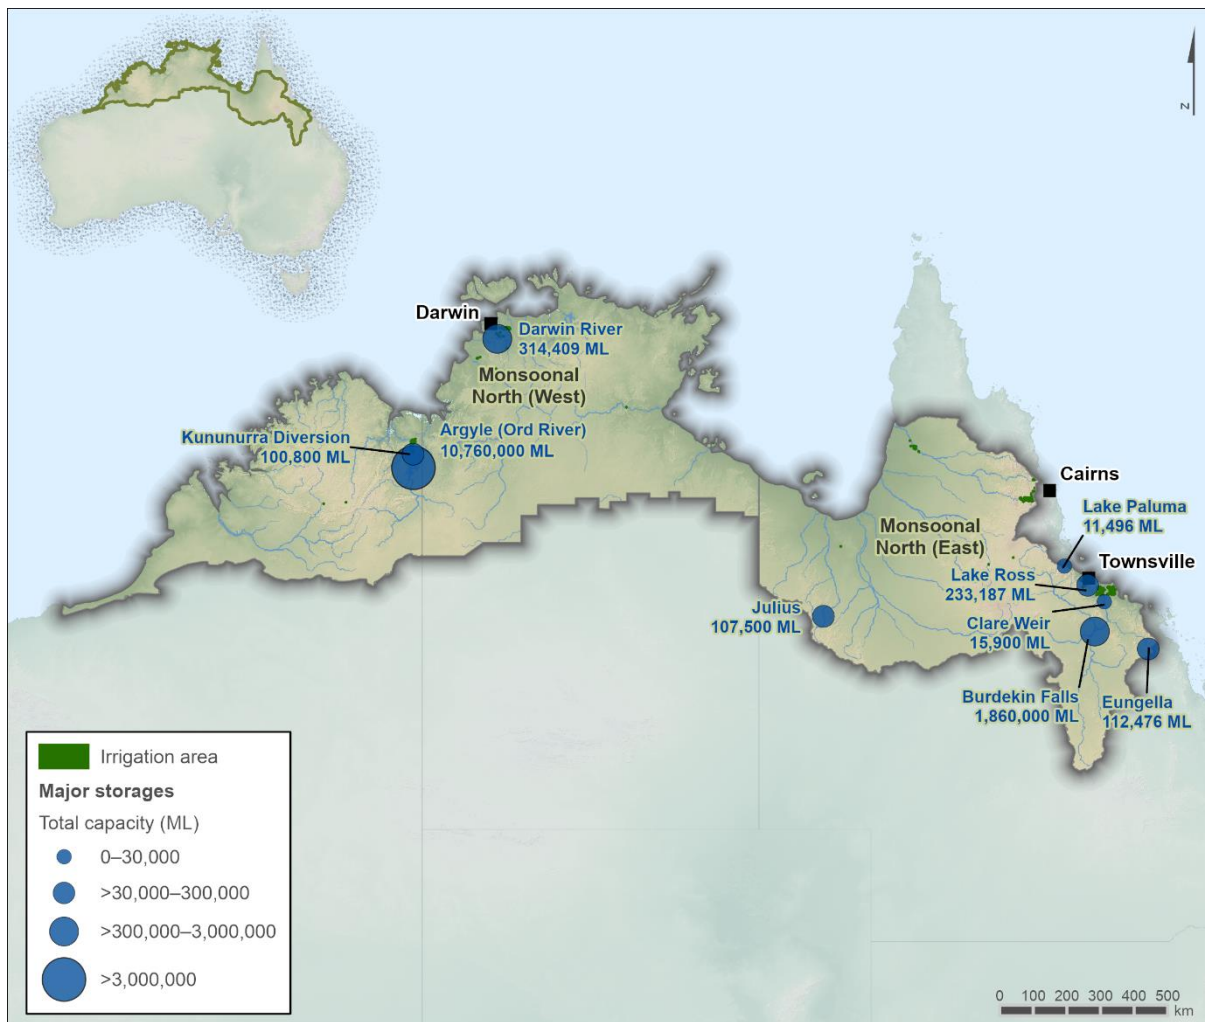 N
Darwin
Darwin River
314,409 ML
Monsoonal
North (West)
Kununurra Diversion
100,800 ML
Argyle (Ord River)
10,760,000 ML
Cairns
Lake Paluma
11,496 ML
Monsoonal
North (East)
Townsville
Lake Ross
233,187 ML
Julius
107,500 ML
Clare Weir
15,900 ML
Burdekin Falls
1,860,000 ML
Eungella
112,476 ML
Irrigation area
Major storages
Total capacity (ML)
0–30,000
>30,000–300,000
>300,000–3,000,000
>3,000,000
0 100 200 300 400 500
km